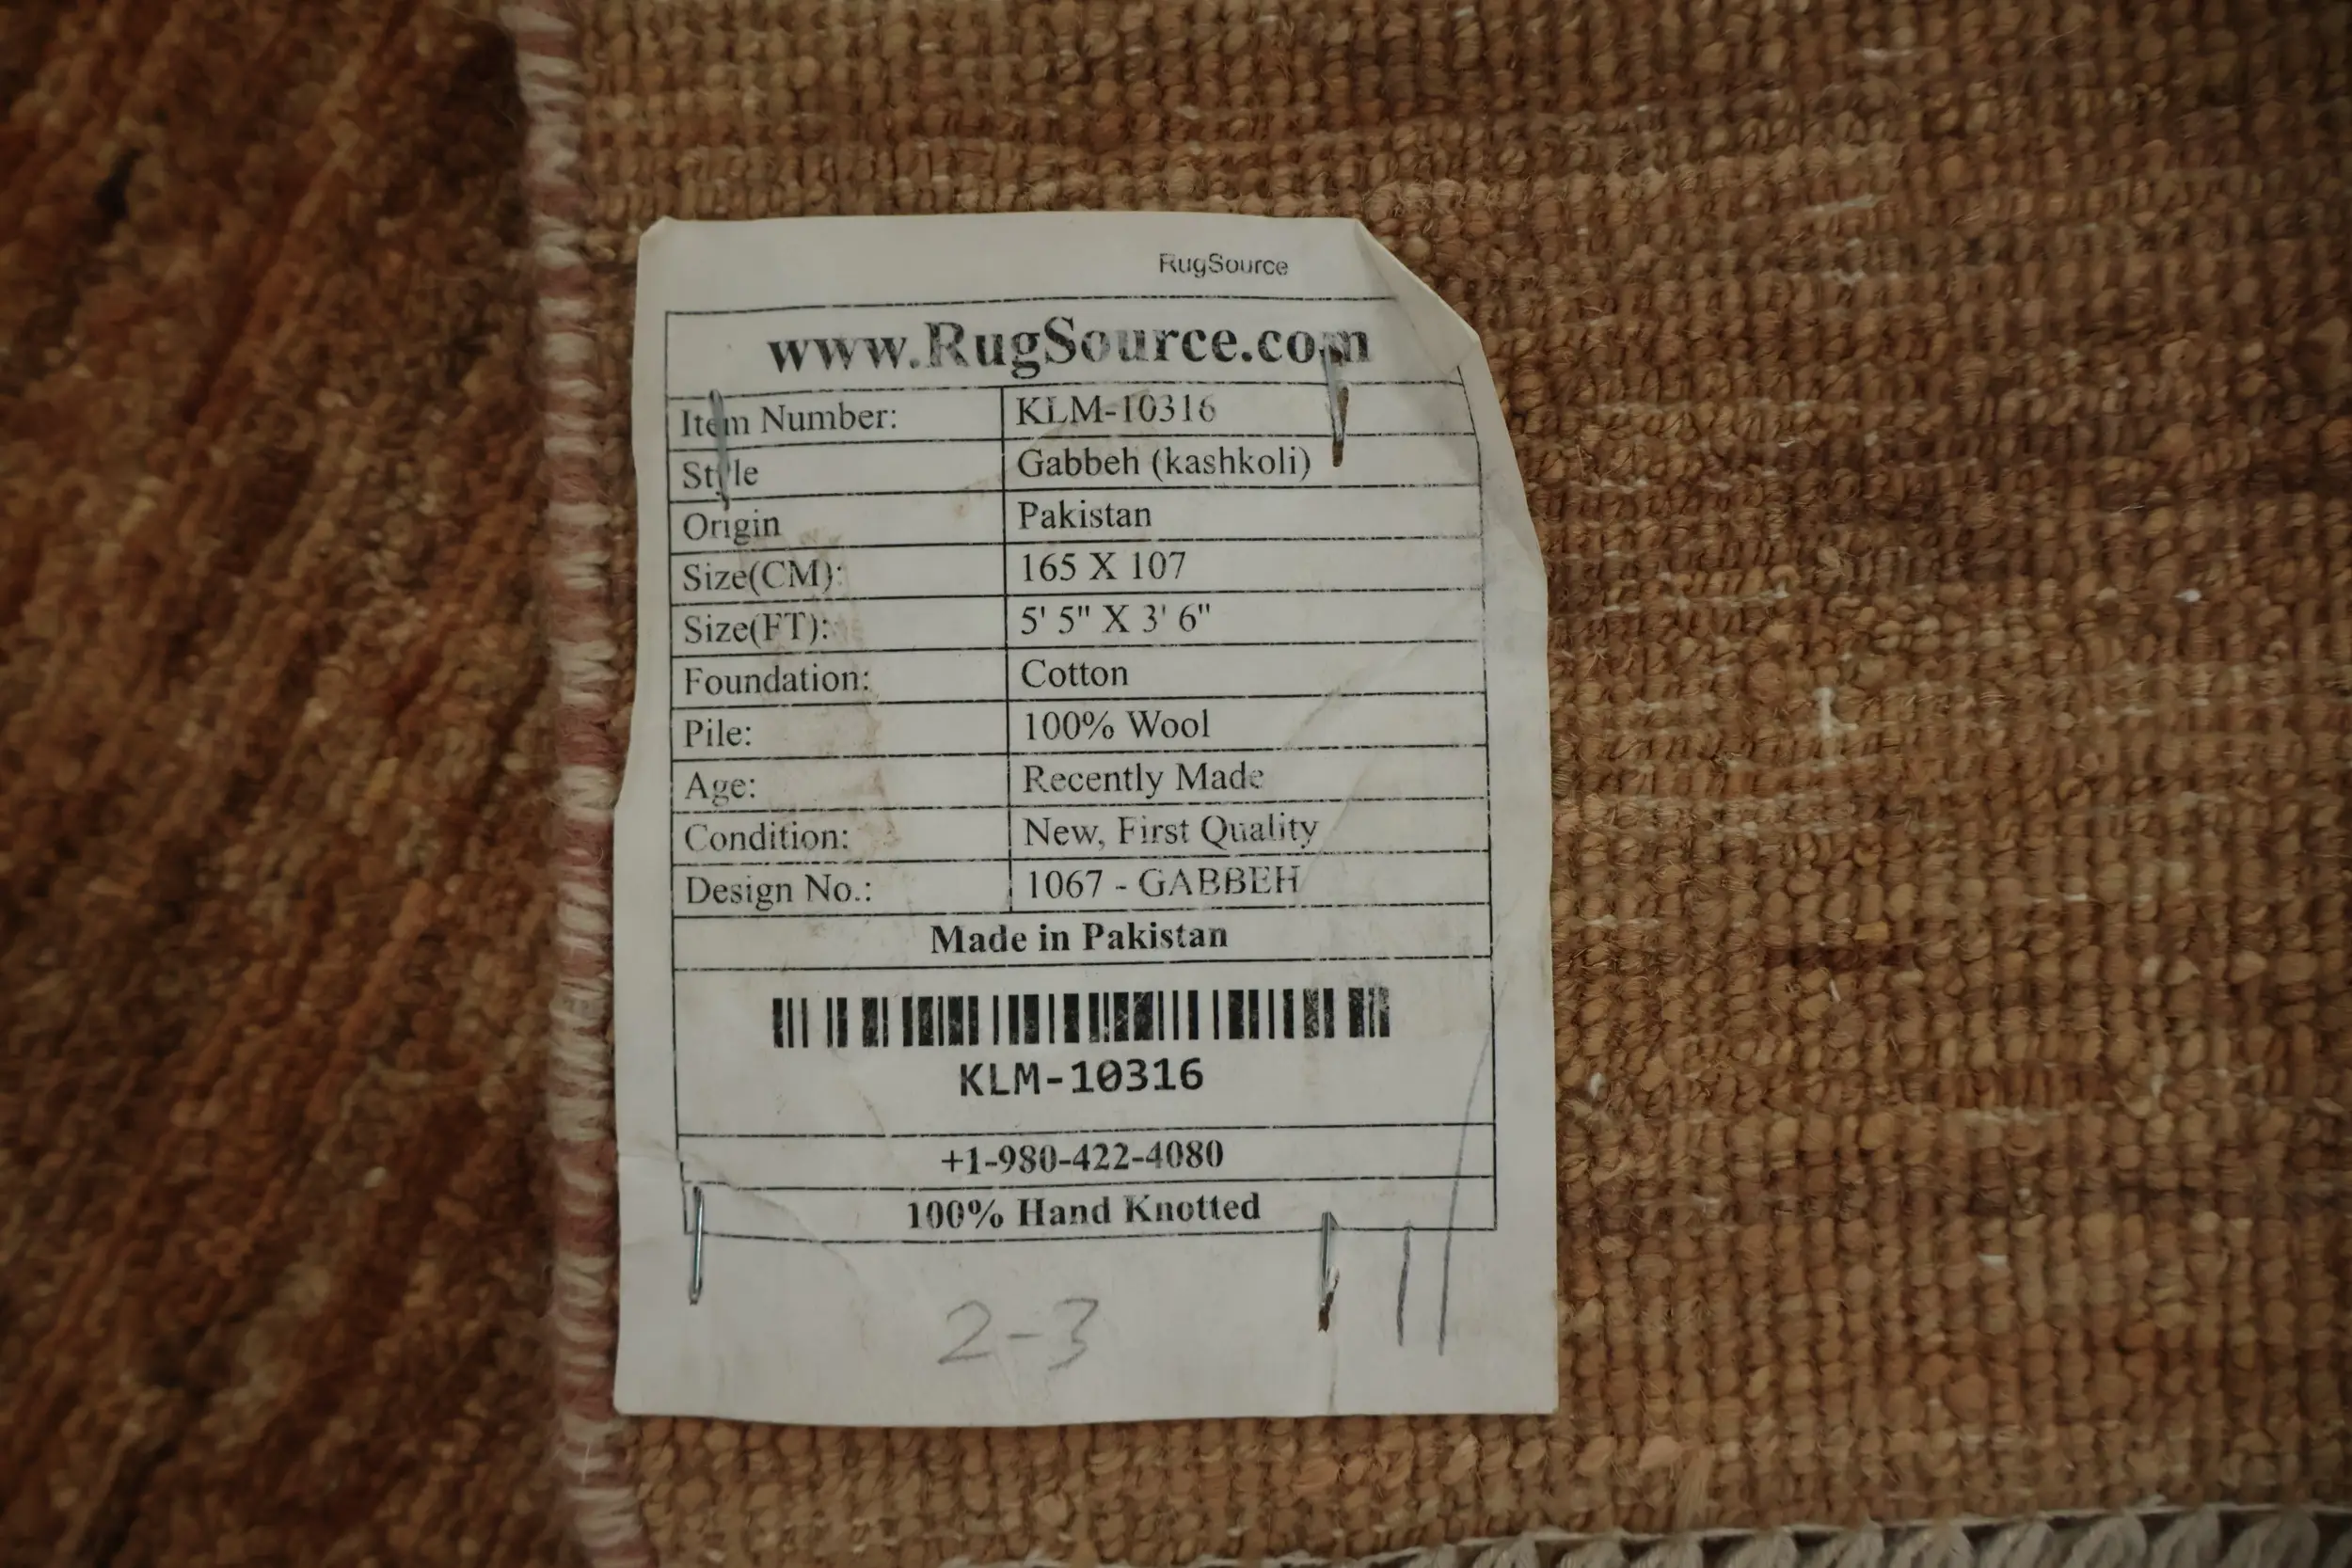 RugSource
www.RugSource.com
Item Number: KLM-10316
Style Gabbeh (kashkoli)
Origin Pakistan
Size(CM): 165 X 107
Size(FT): 5' 5" X 3' 6"
Foundation: Cotton
Pile: 100% Wool
Age: Recently Made
Condition: New, First Quality
Design No.: 1067 - GABBEH
Made in Pakistan
KLM-10316
+1-980-422-4080
100% Hand Knotted
2-3 11